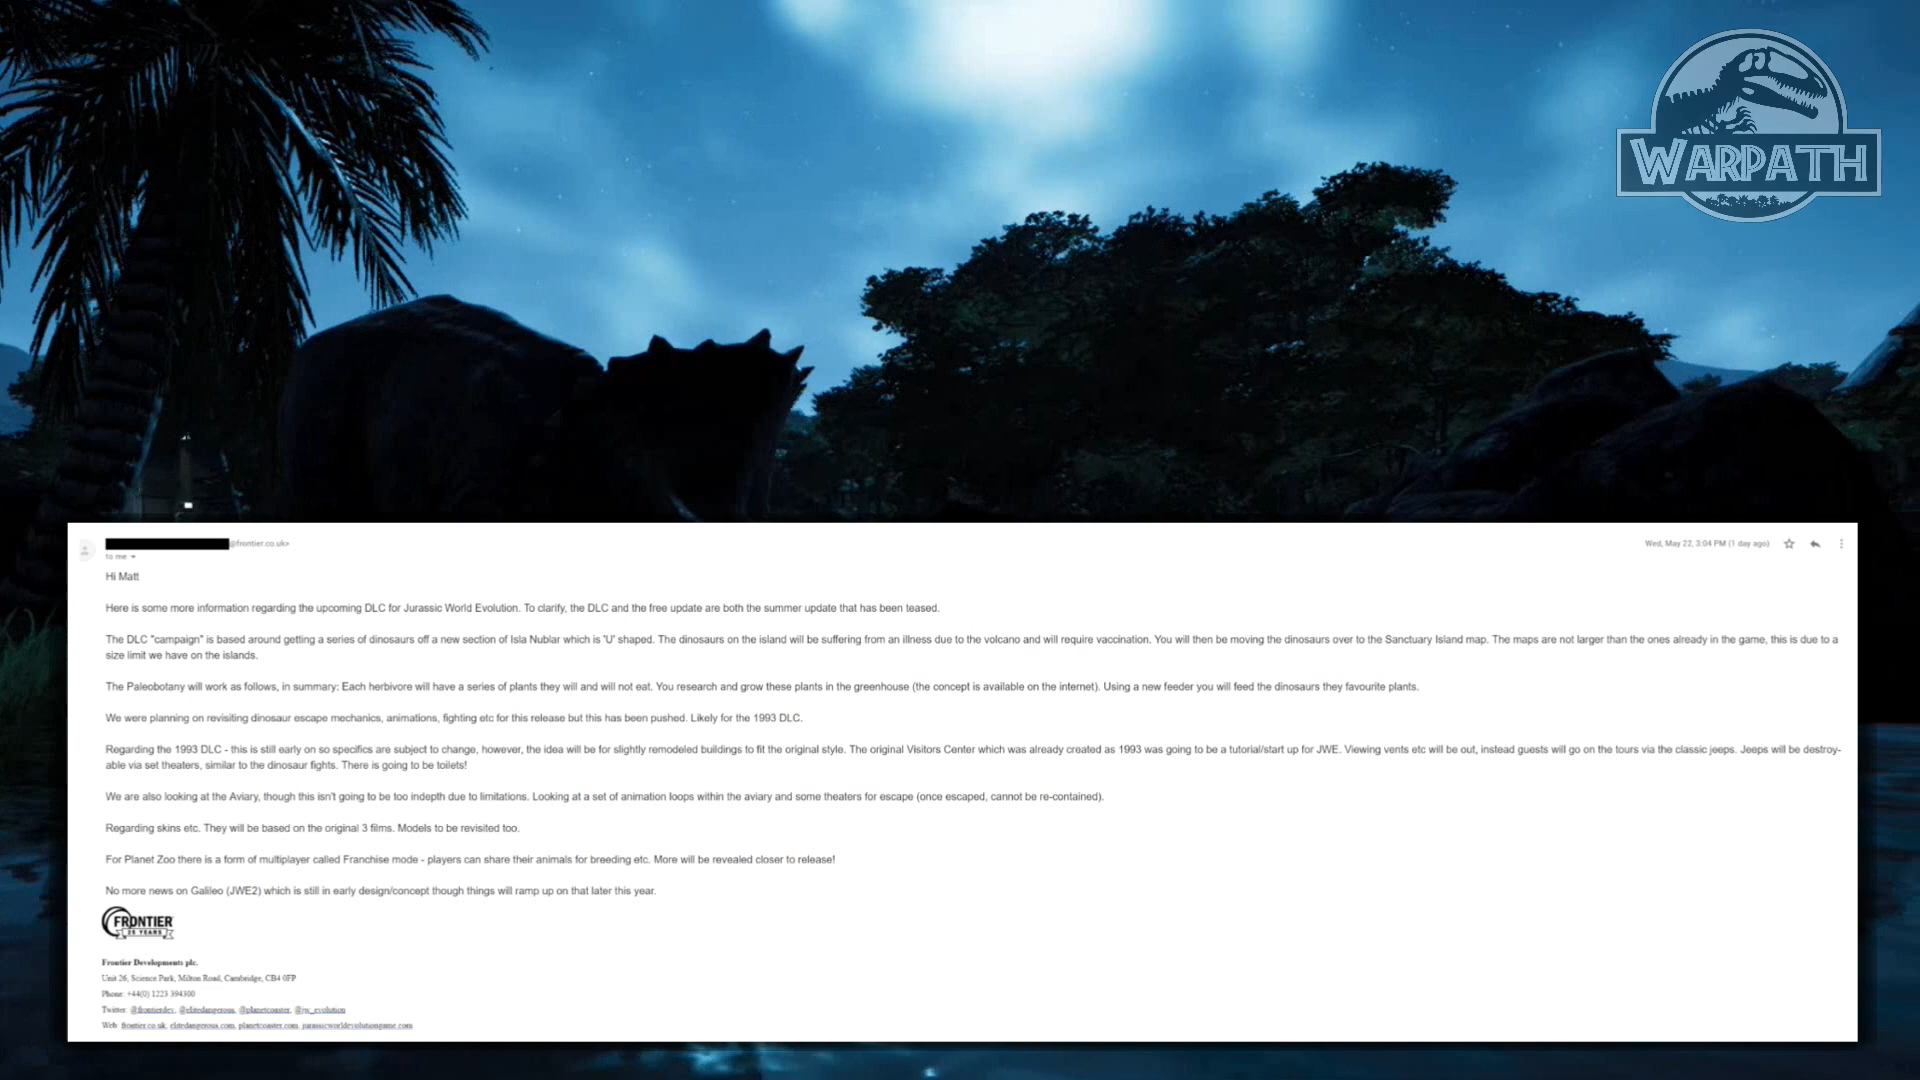 WARPATH
@frontier.co.uk>
Wed, May 22, 3:04 PM (1 day ago)
to me
Hi Matt
Here is some more information regarding the upcoming DLC for Jurassic World Evolution. To clarify, the DLC and the free update are both the summer update that has been teased.
The DLC "campaign" is based around getting a series of dinosaurs off a new section of Isla Nublar which is 'U' shaped. The dinosaurs on the island will be suffering from an illness due to the volcano and will require vaccination. You will then be moving the dinosaurs over to the Sanctuary Island map. The maps are not larger than the ones already in the game, this is due to a
size limit we have on the islands.
The Paleobotany will work as follows, in summary: Each herbivore will have a series of plants they will and will not eat. You research and grow these plants in the greenhouse (the concept is available on the internet). Using a new feeder you will feed the dinosaurs they favourite plants.
We were planning on revisiting dinosaur escape mechanics, animations, fighting etc for this release but this has been pushed. Likely for the 1993 DLC.
Regarding the 1993 DLC - this is still early on so specifics are subject to change, however, the idea will be for slightly remodeled buildings to fit the original style. The original Visitors Center which was already created as 1993 was going to be a tutorial/start up for JWE. Viewing vents etc will be out, instead guests will go on the tours via the classic jeeps. Jeeps will be destroy-
able via set theaters, similar to the dinosaur fights. There is going to be toilets!
We are also looking at the Aviary, though this isn't going to be too indepth due to limitations. Looking at a set of animation loops within the aviary and some theaters for escape (once escaped, cannot be re-contained).
Regarding skins etc. They will be based on the original 3 films. Models to be revisited too.
For Planet Zoo there is a form of multiplayer called Franchise mode - players can share their animals for breeding etc. More will be revealed closer to release!
No more news on Galileo (JWE2) which is still in early design/concept though things will ramp up on that later this year.
FRONTIER
25 YEARS
Frontier Developments plc.
Unit 26, Science Park, Milton Road, Cambridge, CB4 0FP
Phone: +44(0) 1223 394300
Twitter: @frontierdev, @elitedangerous, @planetcoaster, @jw_evolution
Web: frontier.co.uk, elitedangerous.com, planetcoaster.com, jurassicworldevolutiongame.com